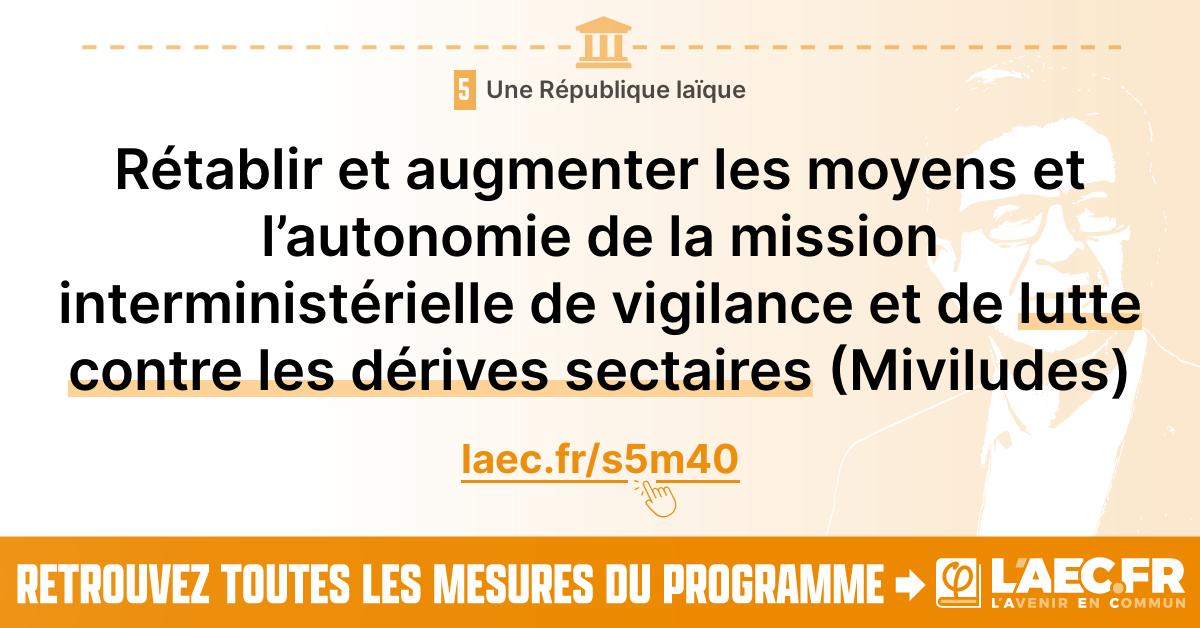 5 Une République laïque
Rétablir et augmenter les moyens et
l’autonomie de la mission
interministérielle de vigilance et de lutte
contre les dérives sectaires (Miviludes)
laec.fr/s5m40
RETROUVEZ TOUTES LES MESURES DU PROGRAMME
φ L'AEC.FR
L'AVENIR EN COMMUN